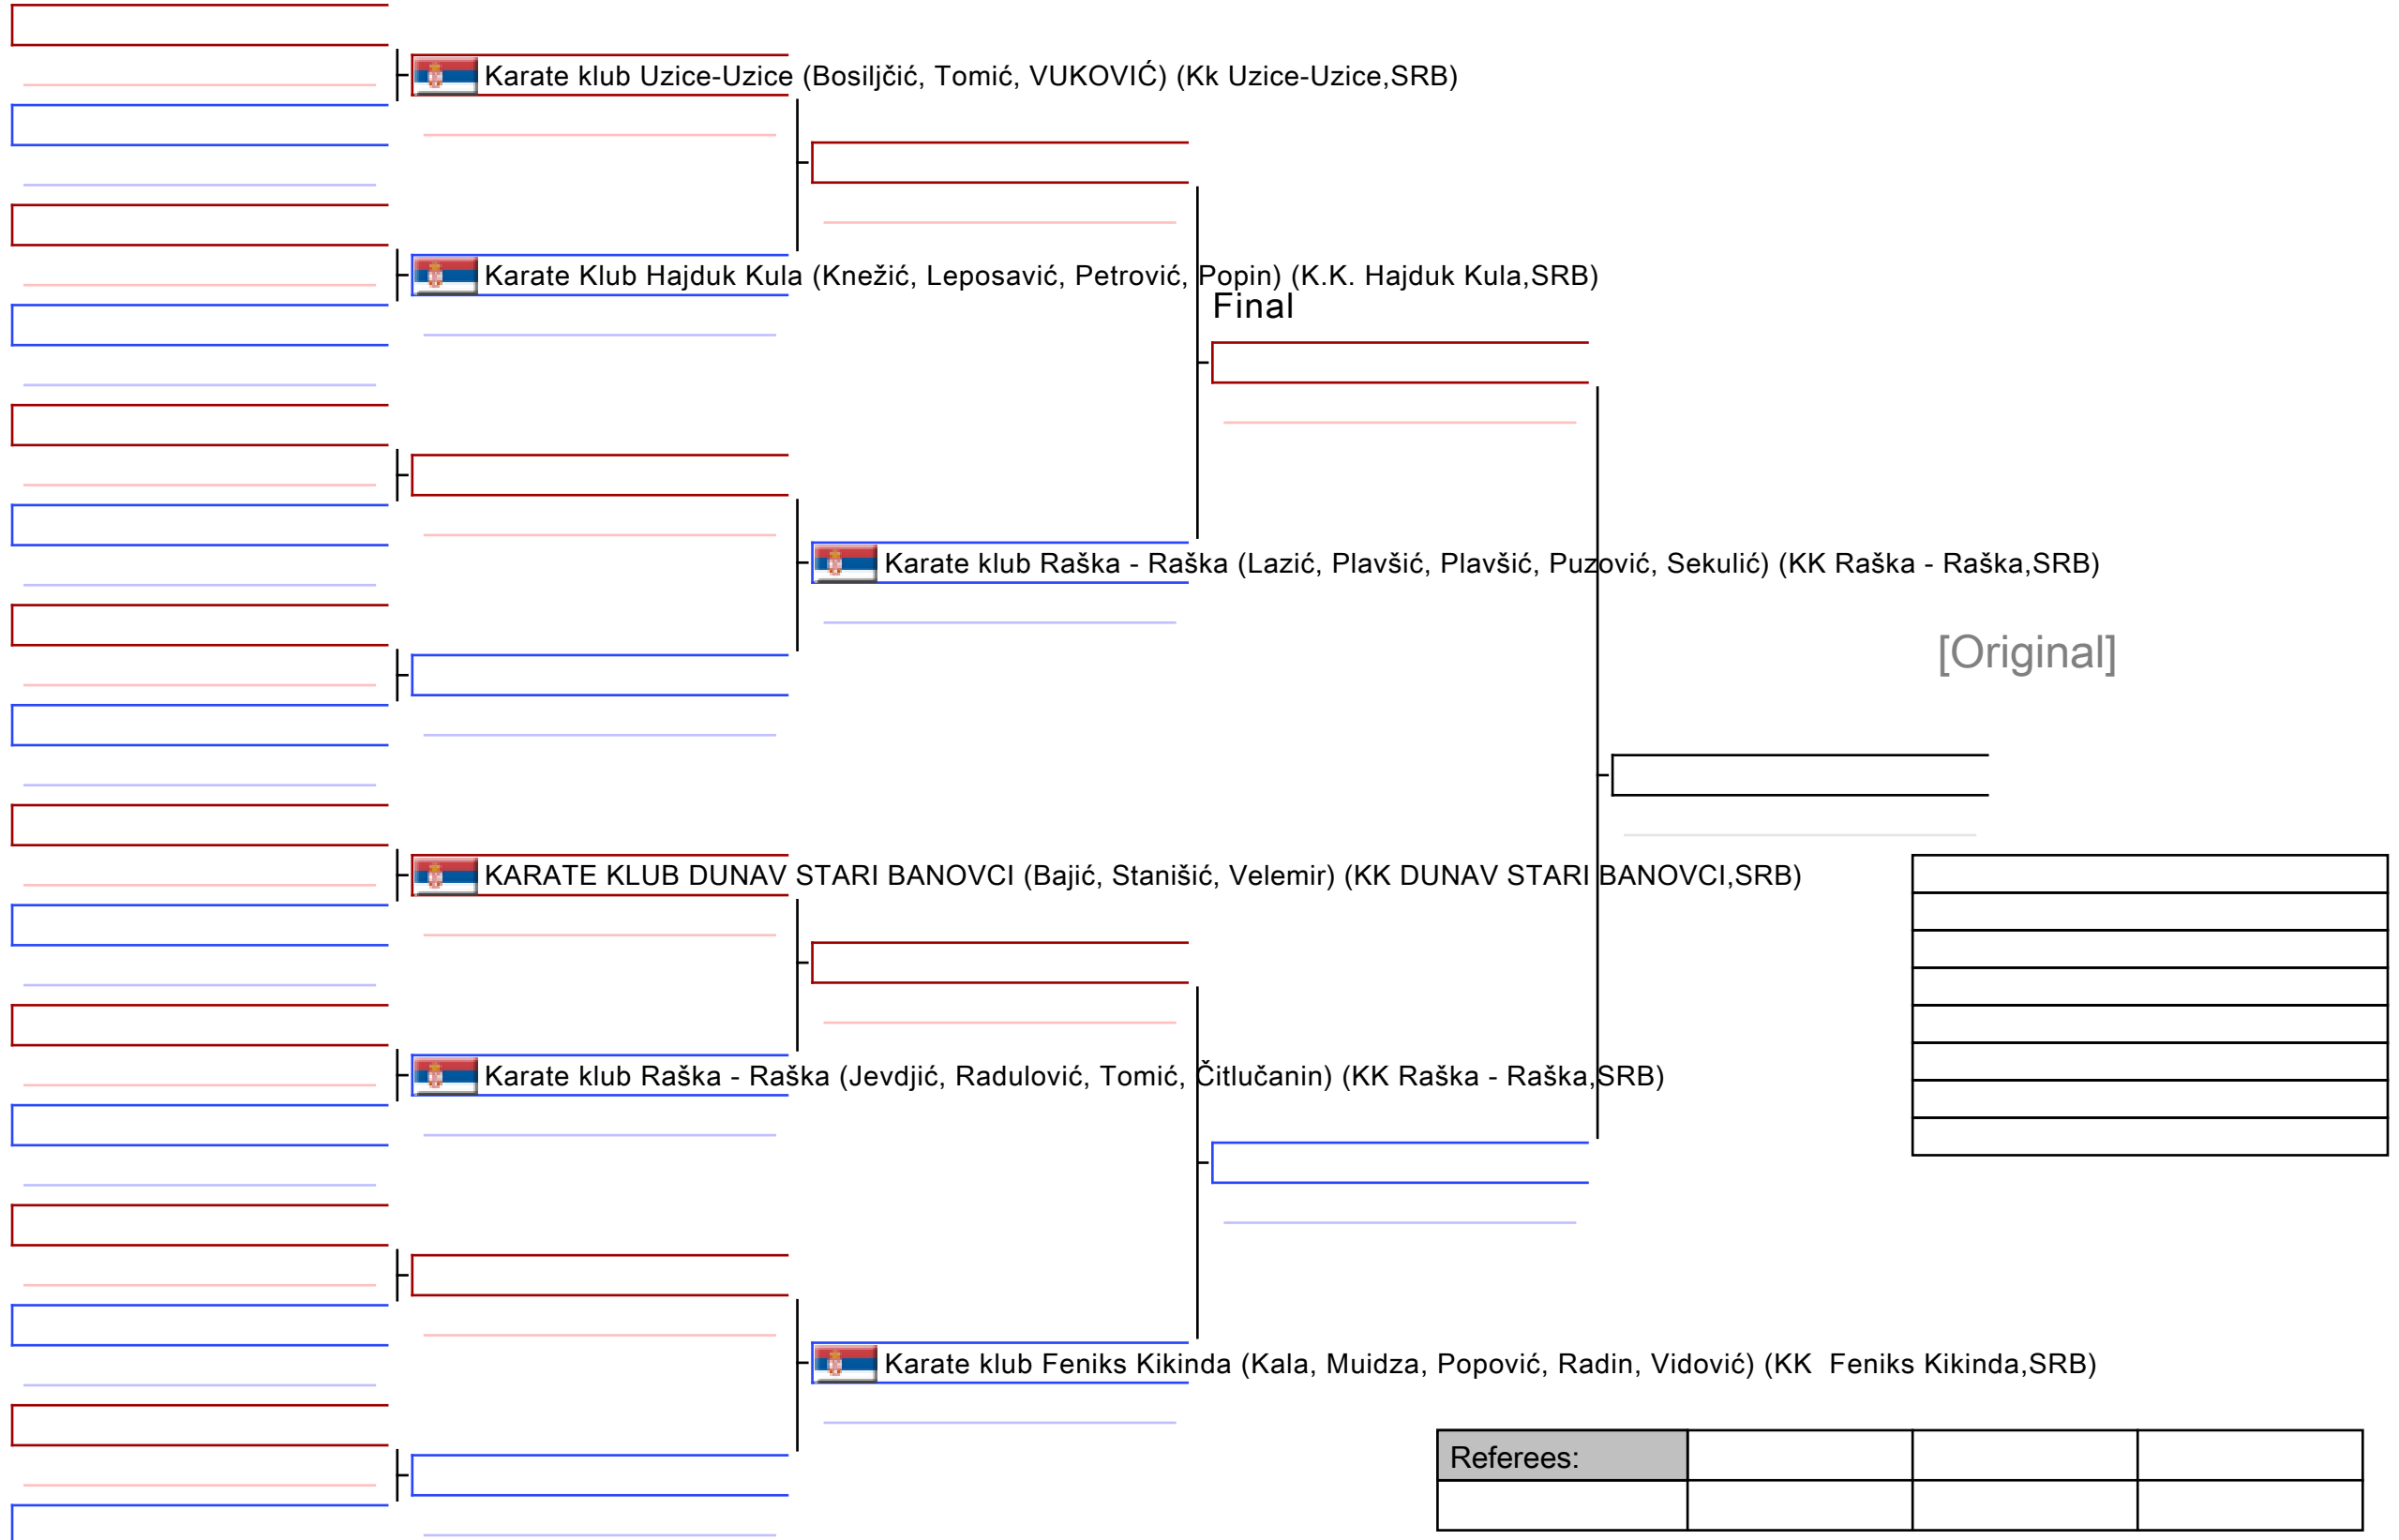 Karate klub Uzice-Uzice (Bosiljčić, Tomić, VUKOVIĆ) (Kk Uzice-Uzice,SRB)
Karate Klub Hajduk Kula (Knežić, Leposavić, Petrović, Popin) (K.K. Hajduk Kula,SRB)
Final
Karate klub Raška - Raška (Lazić, Plavšić, Plavšić, Puzović, Sekulić) (KK Raška - Raška,SRB)
[Original]
KARATE KLUB DUNAV STARI BANOVCI (Bajić, Stanišić, Velemir) (KK DUNAV STARI BANOVCI,SRB)
Karate klub Raška - Raška (Jevdjić, Radulović, Tomić, Čitlučanin) (KK Raška - Raška,SRB)
Karate klub Feniks Kikinda (Kala, Muidza, Popović, Radin, Vidović) (KK  Feniks Kikinda,SRB)
Referees: